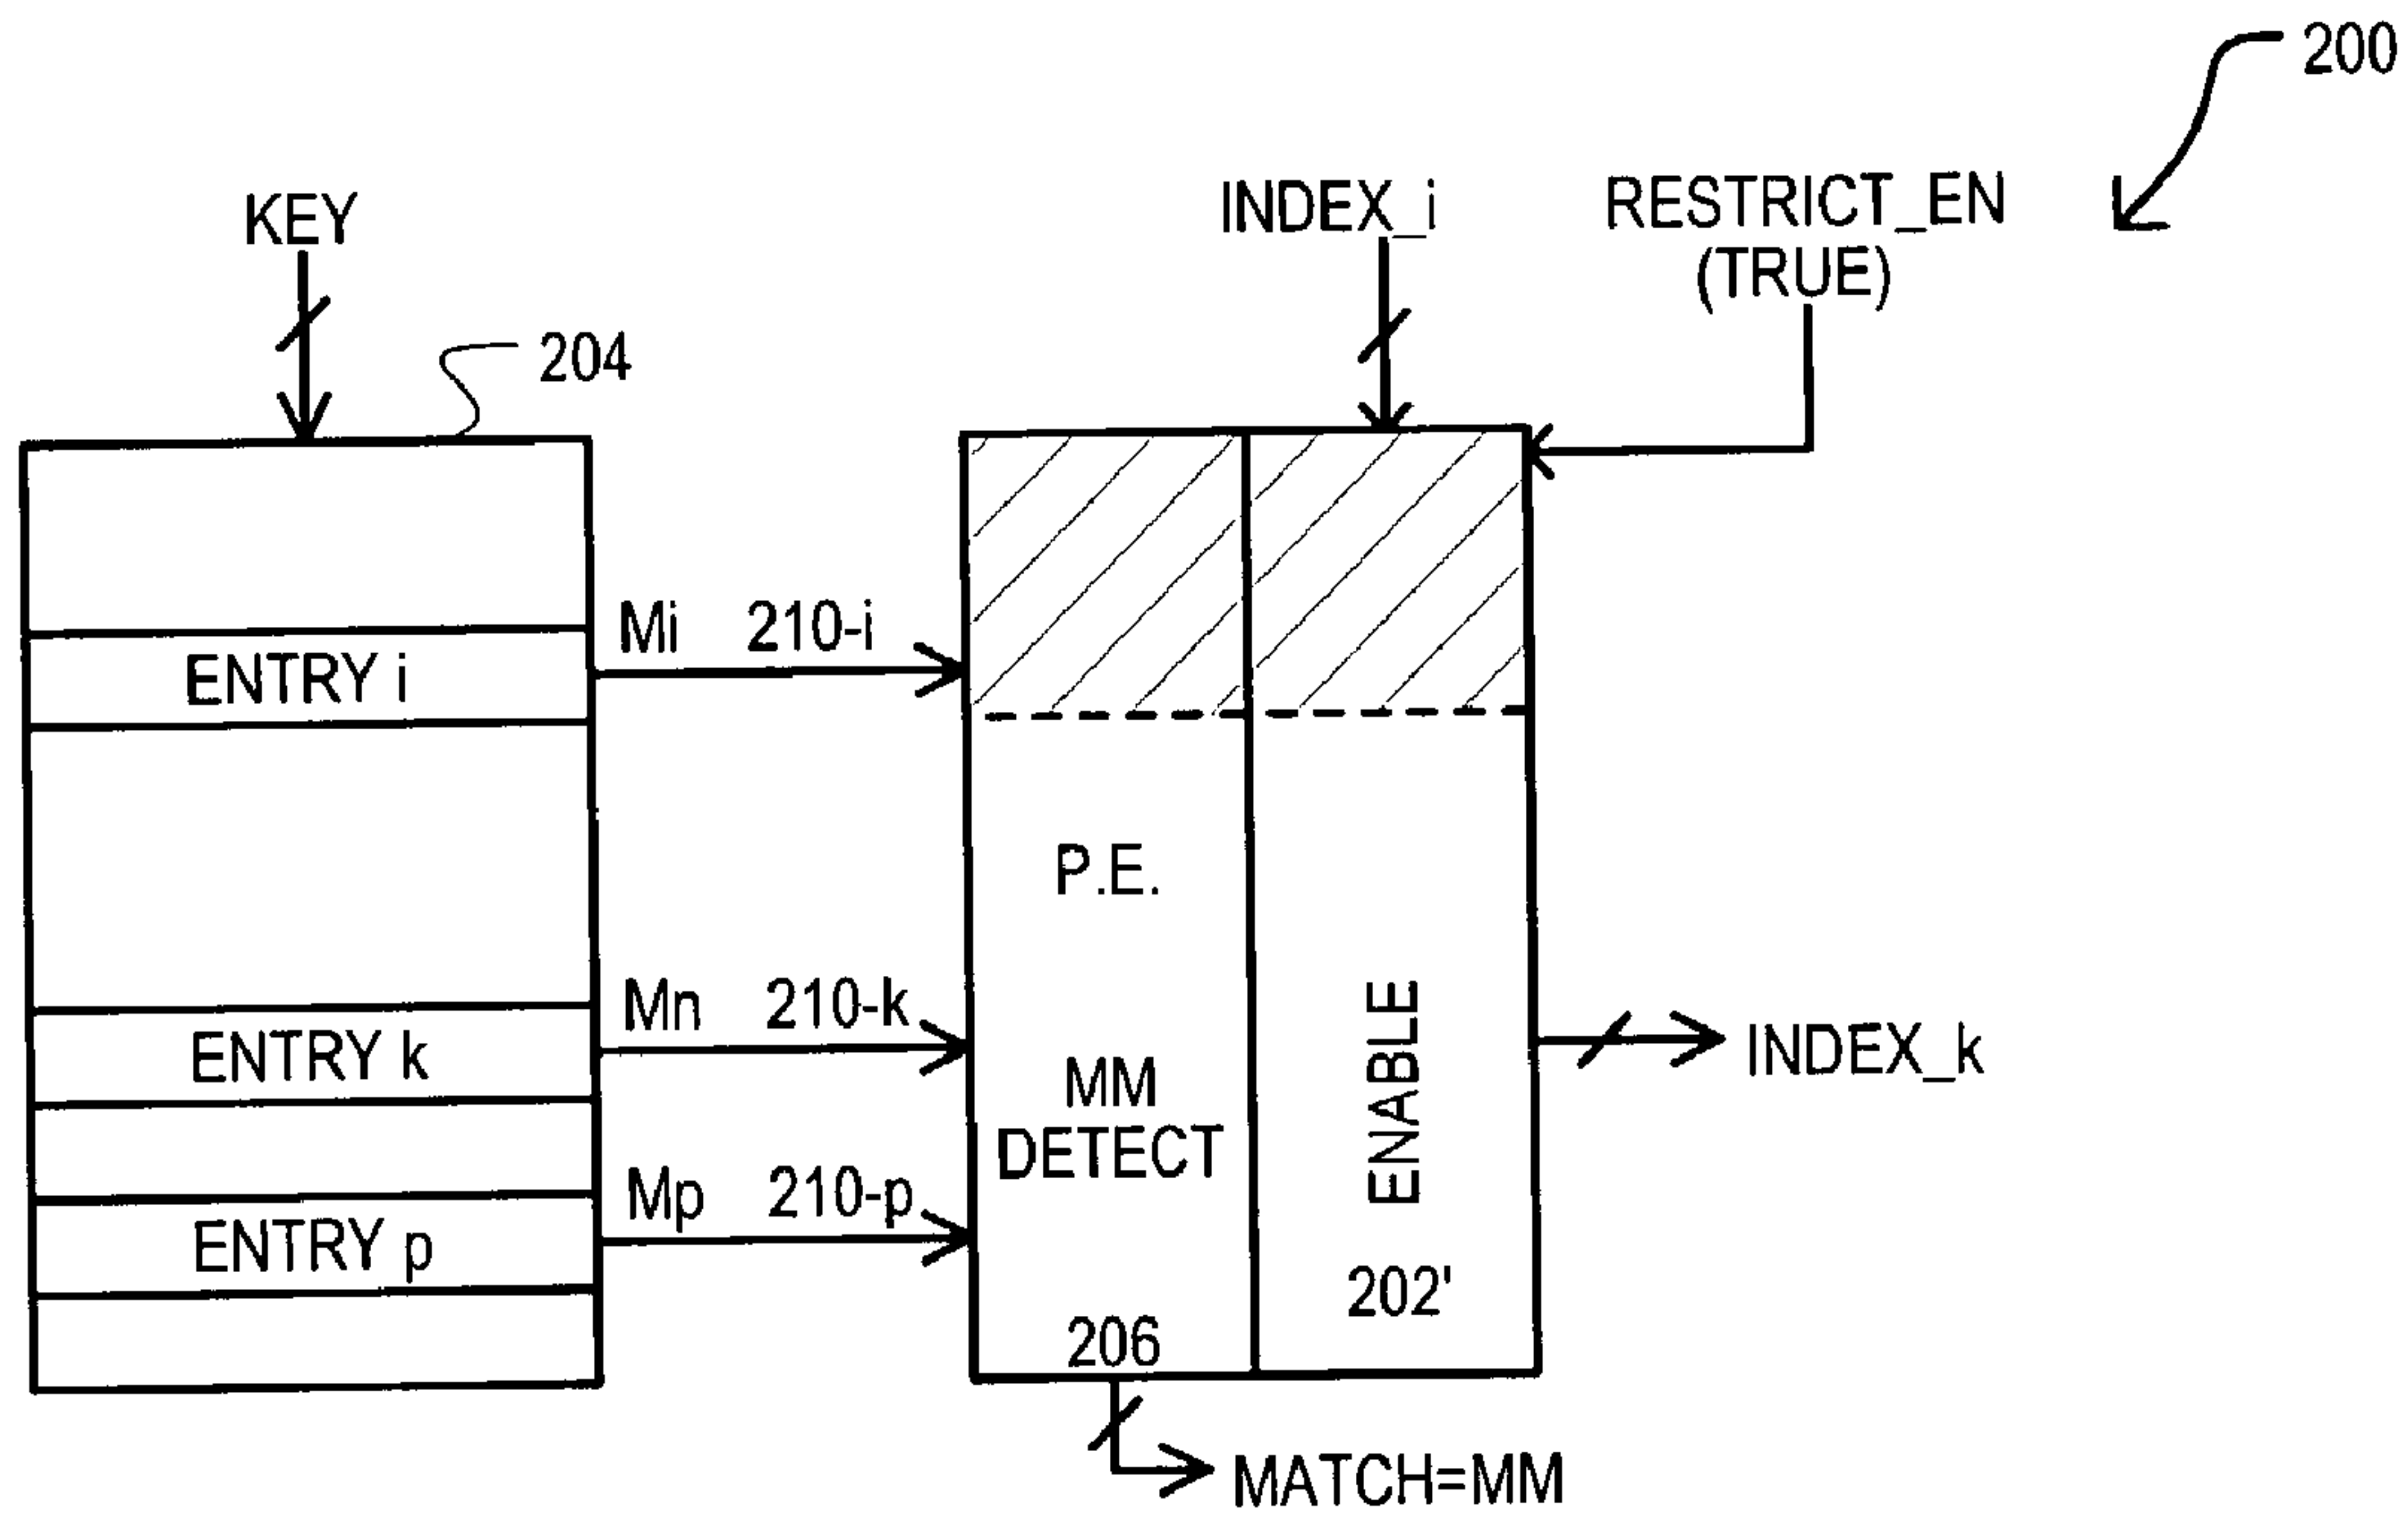 200
KEY
INDEX_i
RESTRICT_EN
(TRUE)
204
Mi 210-i
ENTRY i
P.E.
Mn 210-k
ENTRY k
MM
DETECT
ENABLE
INDEX_k
Mp 210-p
ENTRY p
202'
206
MATCH=MM